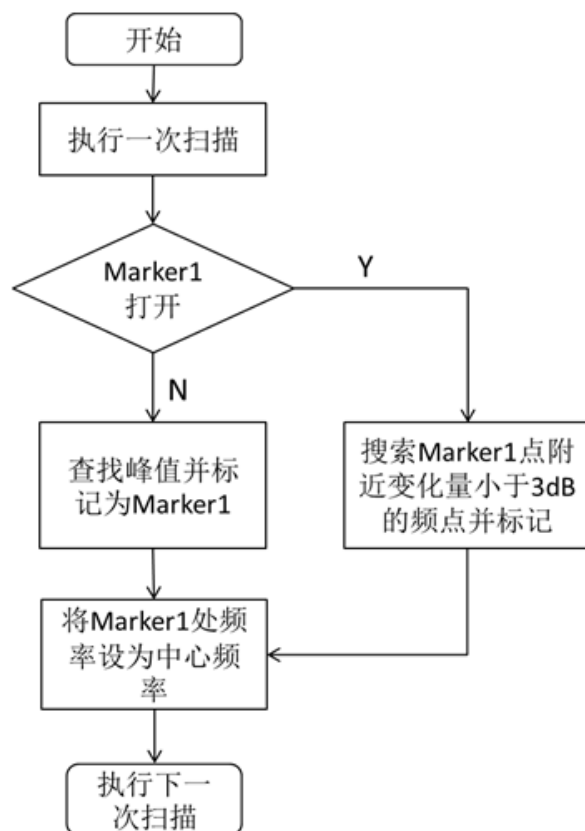 开始
执行一次扫描
Marker1
打开
Y
N
查找峰值并标
记为Marker1
搜索Marker1点附
近变化量小于3dB
的频点并标记
将Marker1处频
率设为中心频
率
执行下一
次扫描